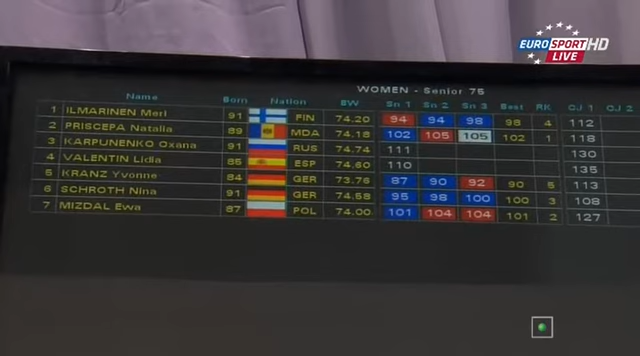 EUROSPORT HD
LIVE
WOMEN - Senior 75
Name Born Nation BW Sn 1 Sn 2 Sn 3 Best RK CJ 1 CJ 2
1 ILMARINEN Meri 91 FIN 74.20 94 94 98 98 4 112
2 PRISCEPA Natalia 89 MDA 74.18 102 105 105 102 1 118
3 KARPUNENKO Oxana 91 RUS 74.74 111 130
4 VALENTIN Lidia 85 ESP 74.60 110 135
5 KRANZ Yvonne 84 GER 73.76 87 90 92 90 5 113
6 SCHROTH Nina 91 GER 74.58 95 98 100 100 3 108
7 MIZDAL Ewa 87 POL 74.00 101 104 104 101 2 127